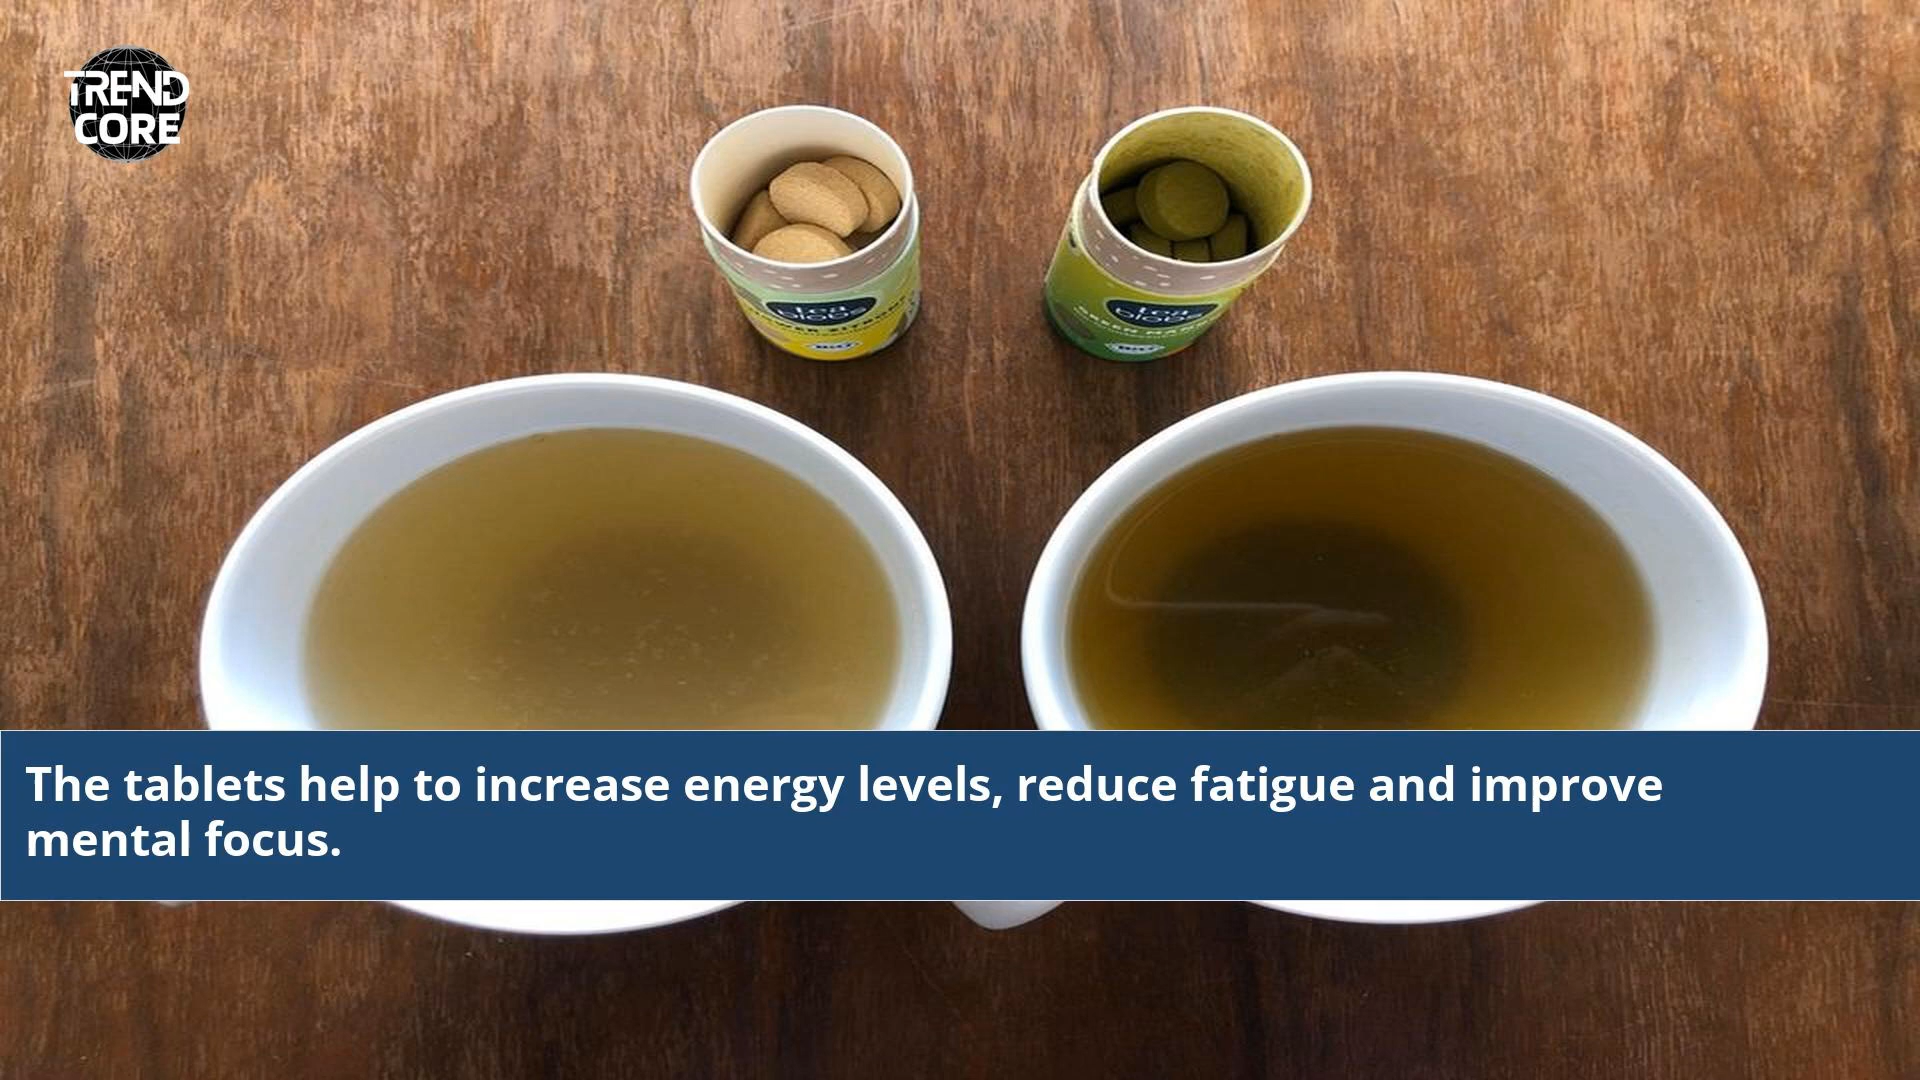 TREND
CORE
tea
blobs
tea
blobs
The tablets help to increase energy levels, reduce fatigue and improve
mental focus.